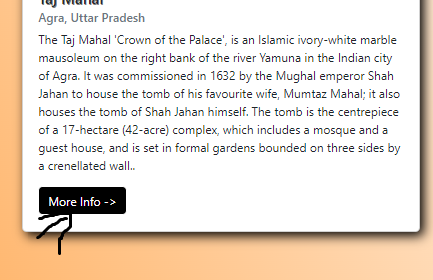 Taj Mahal
Agra, Uttar Pradesh
The Taj Mahal 'Crown of the Palace', is an Islamic ivory-white marble
mausoleum on the right bank of the river Yamuna in the Indian city
of Agra. It was commissioned in 1632 by the Mughal emperor Shah
Jahan to house the tomb of his favourite wife, Mumtaz Mahal; it also
houses the tomb of Shah Jahan himself. The tomb is the centrepiece
of a 17-hectare (42-acre) complex, which includes a mosque and a
guest house, and is set in formal gardens bounded on three sides by
a crenellated wall..
More Info ->